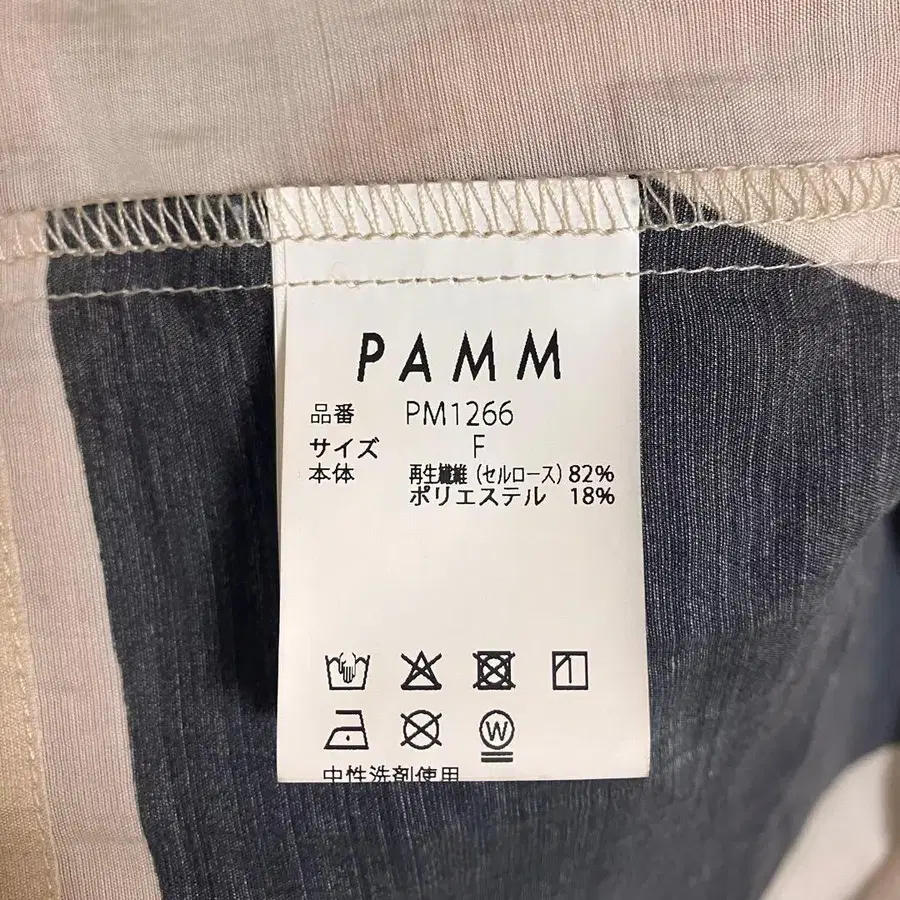 PAMM
品番 PM1266
サイズ F
本体 再生繊維（セルロース）82%
ポリエステル 18%
W
中性洗剤使用